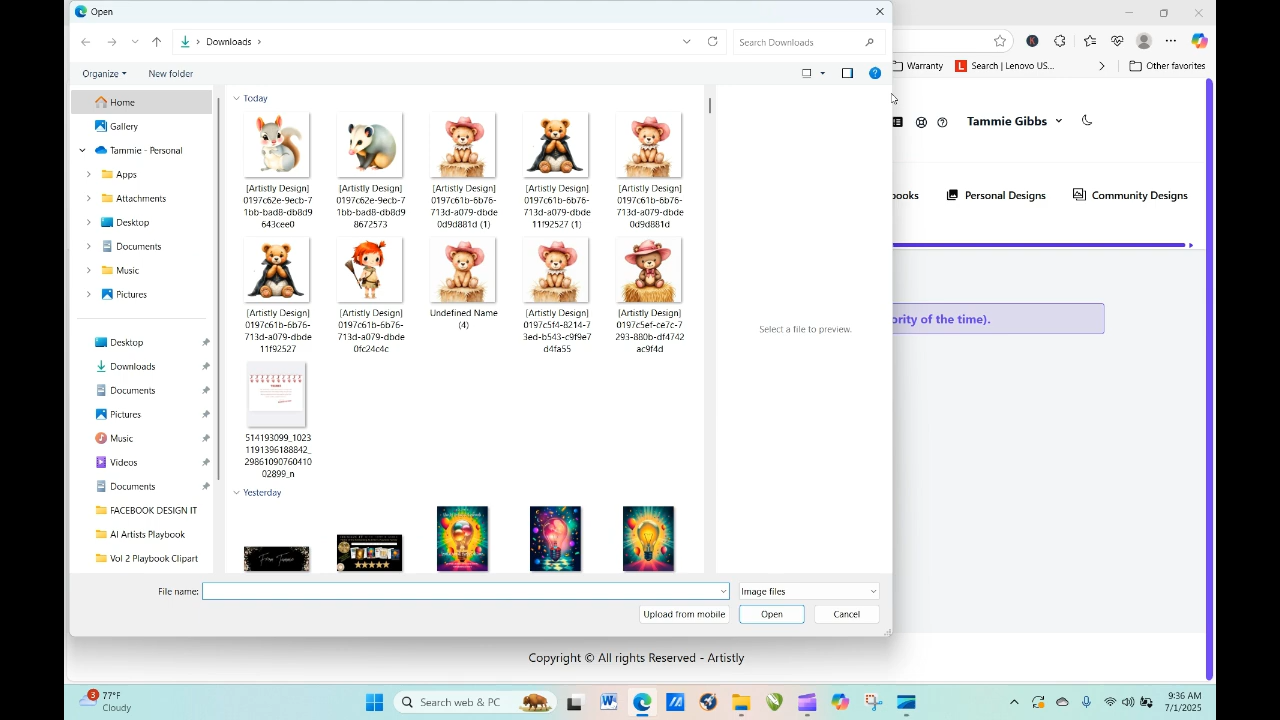 Open
Downloads
Search Downloads
Organize
New folder
Home
Gallery
Tammie - Personal
Apps
Attachments
Desktop
Documents
Music
Pictures
Desktop
Downloads
Documents
Pictures
Music
Videos
Documents
FACEBOOK DESIGN IT
AI Artists Playbook
Vol 2 Playbook Clipart
Today
[Artistly Design]
0197c62e-9ecb-7
1bb-bad8-db8d9
643cee0
[Artistly Design]
0197c62e-9ecb-7
1bb-bad8-db8d9
8672573
[Artistly Design]
0197c61b-6b76-
713d-a079-dbde
0d9d881d (1)
[Artistly Design]
0197c61b-6b76-
713d-a079-dbde
11f92527 (1)
[Artistly Design]
0197c61b-6b76-
713d-a079-dbde
0d9d881d
[Artistly Design]
0197c61b-6b76-
713d-a079-dbde
11f92527
[Artistly Design]
0197c61b-6b76-
713d-a079-dbde
0fc24c4c
Undefined Name
(4)
[Artistly Design]
0197c5f4-8214-7
3ed-b543-c9f9e7
d4fa55
[Artistly Design]
0197c5ef-ce7c-7
293-880b-df4742
ac9f4d
514193099_1023
1191396188842_
29861090760410
02899_n
Yesterday
From Tammie
Select a file to preview.
File name:
Image files
Upload from mobile
Open
Cancel
Warranty
L Search | Lenovo US...
Other favorites
Tammie Gibbs
ooks
Personal Designs
Community Designs
ority of the time).
Copyright © All rights Reserved - Artistly
3
77°F
Cloudy
Search web & PC
9:36 AM
7/1/2025